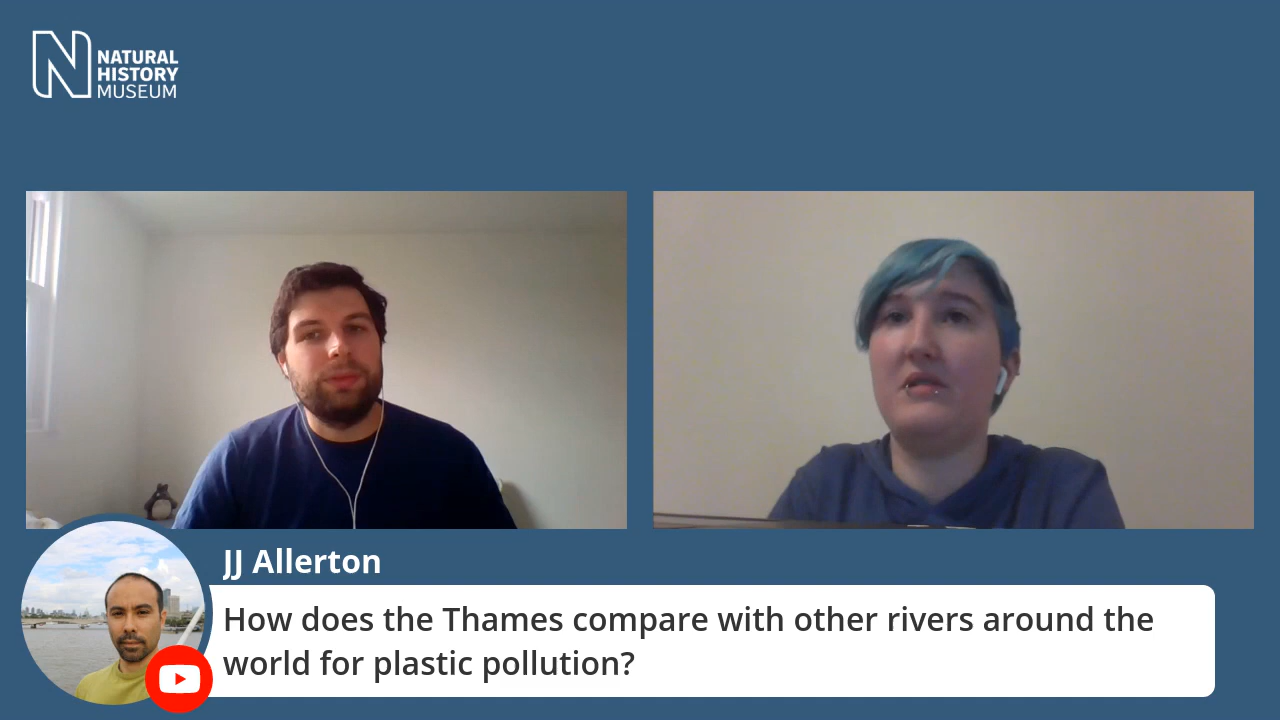 NATURAL
HISTORY
MUSEUM
JJ Allerton
How does the Thames compare with other rivers around the
world for plastic pollution?